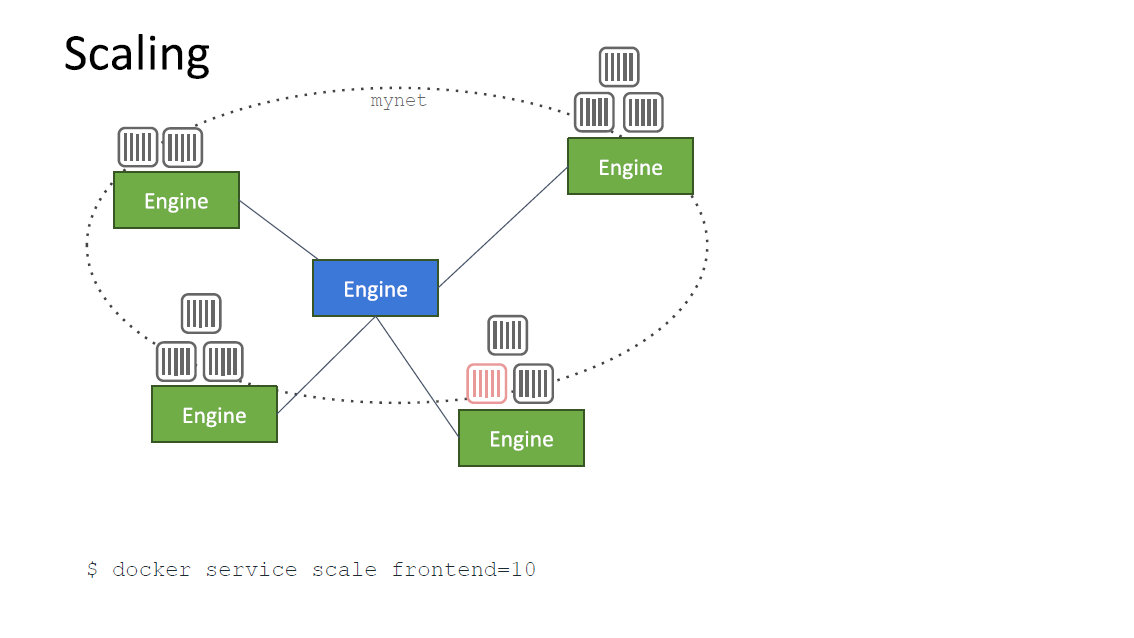 Scaling
mynet
Engine
Engine
Engine
Engine
Engine
$ docker service scale frontend=10